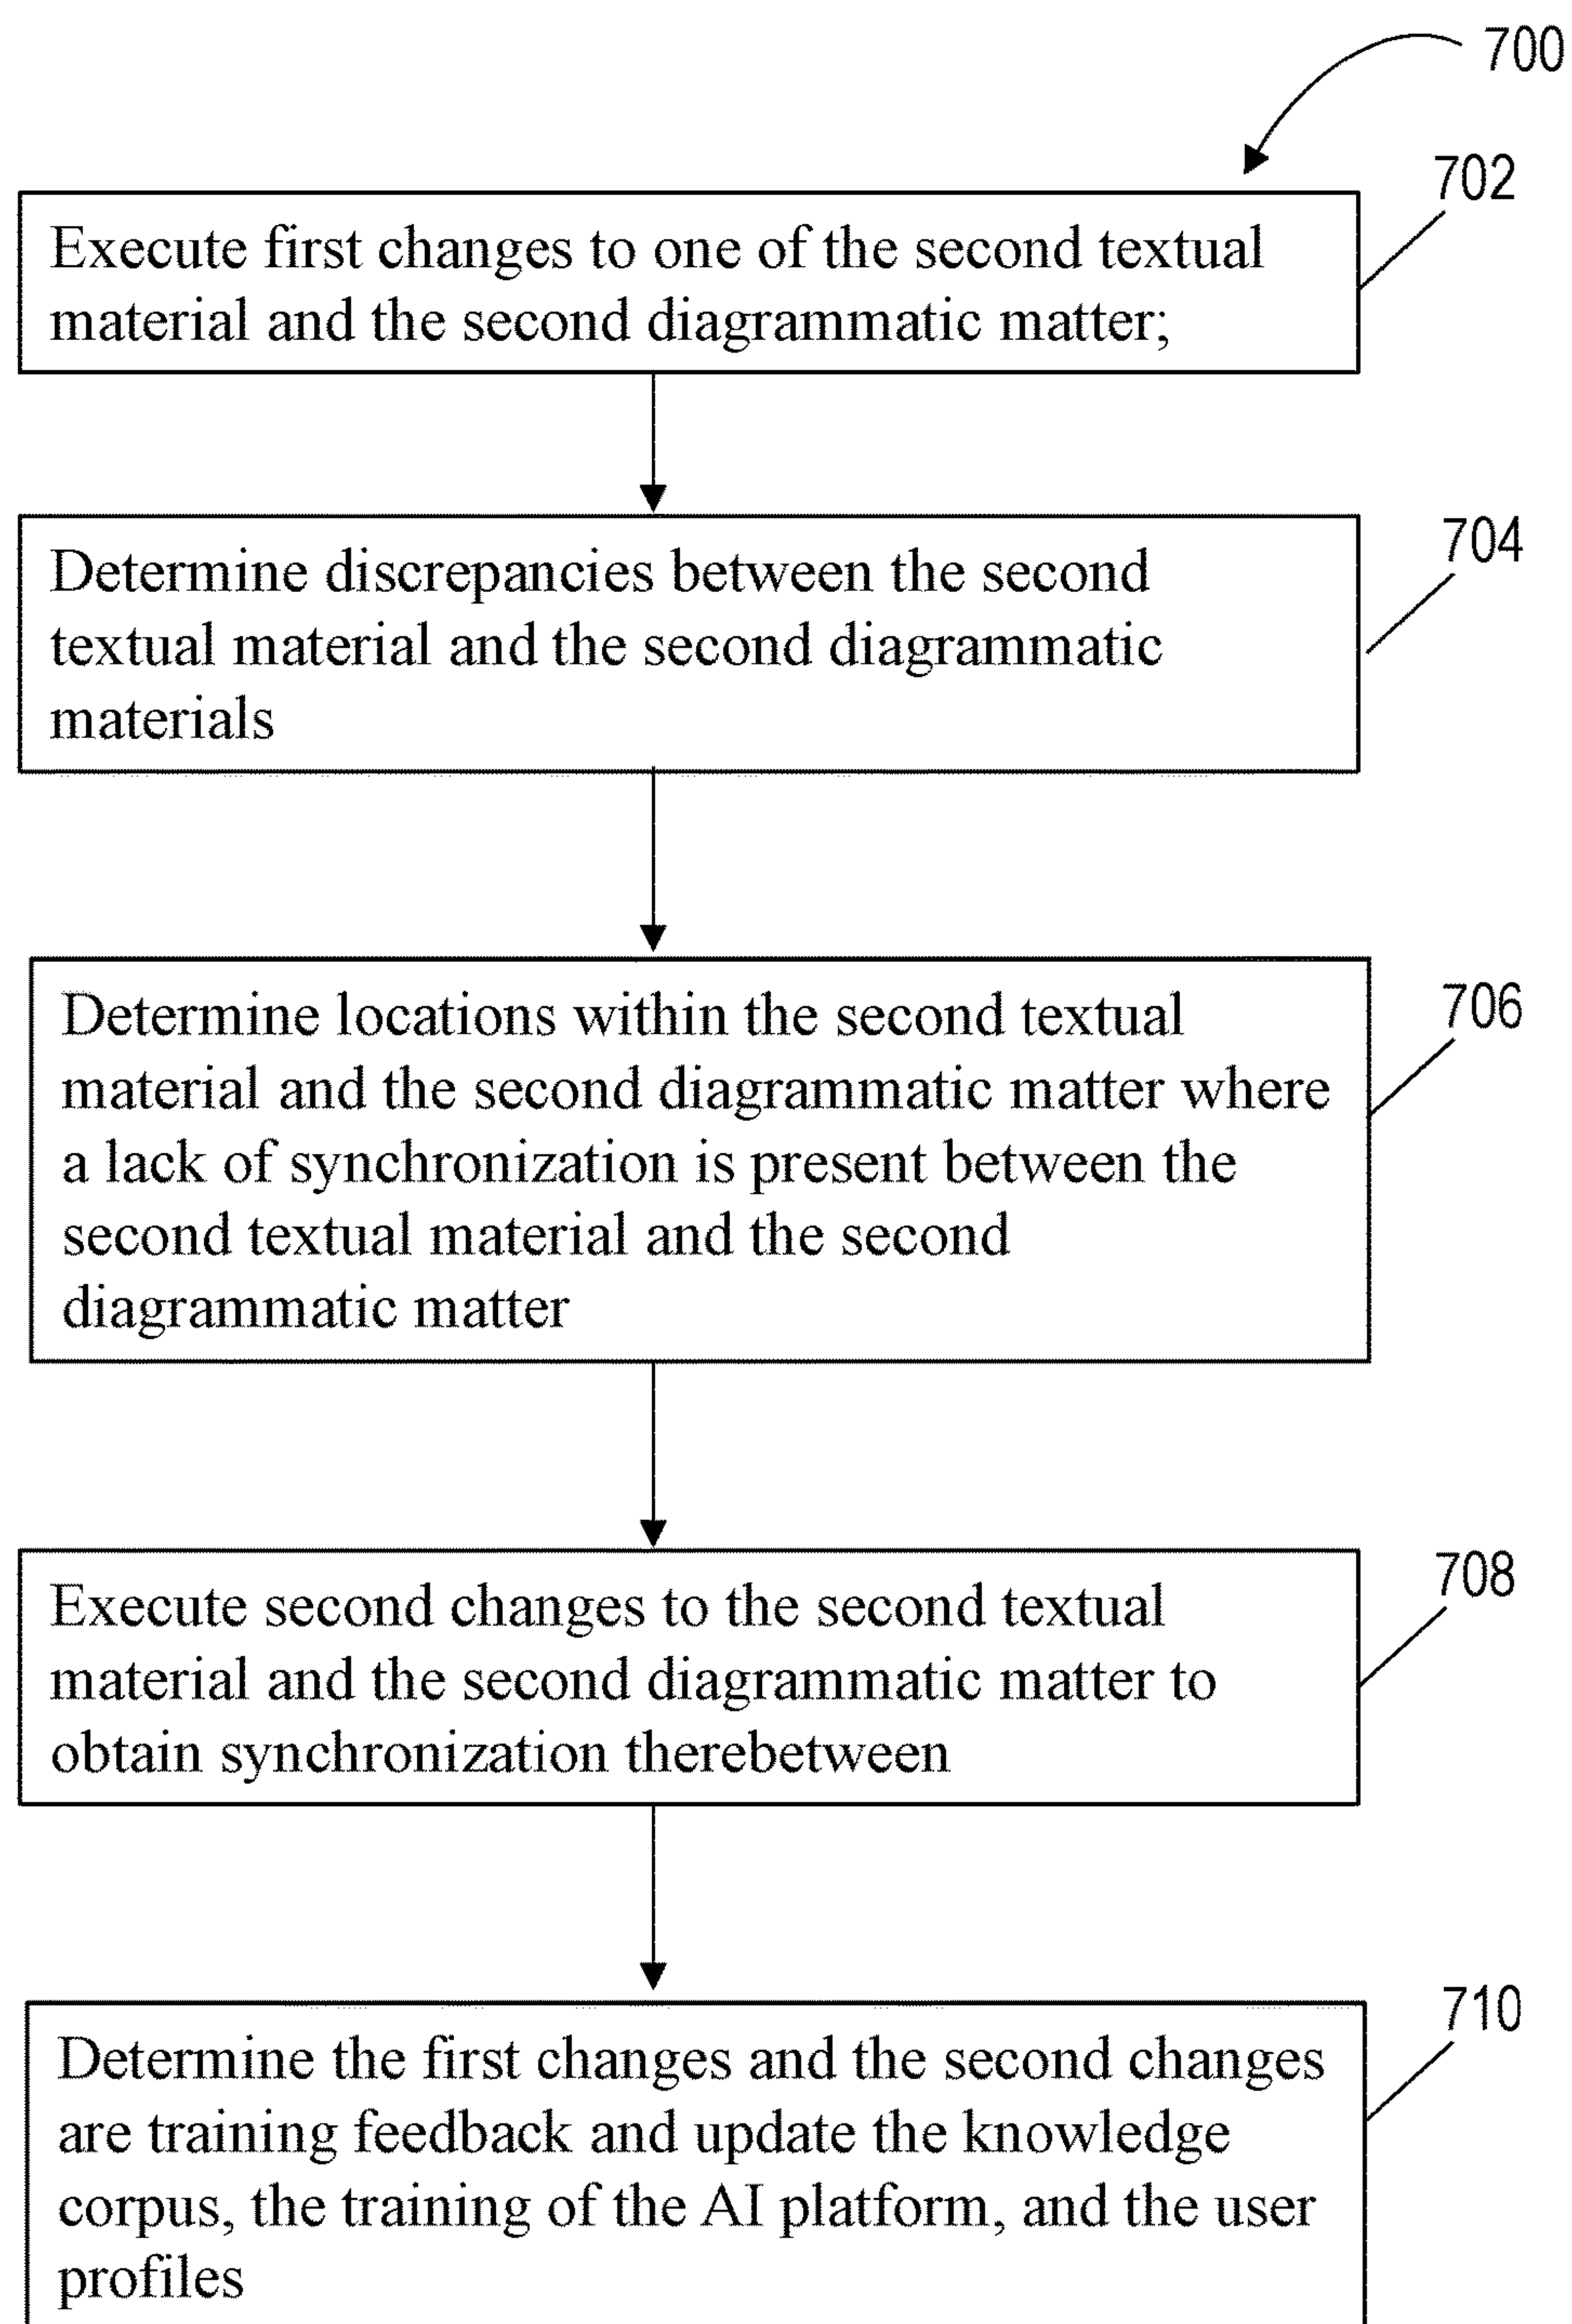 700
702
Execute first changes to one of the second textual
material and the second diagrammatic matter;
704
Determine discrepancies between the second
textual material and the second diagrammatic
materials
706
Determine locations within the second textual
material and the second diagrammatic matter where
a lack of synchronization is present between the
second textual material and the second
diagrammatic matter
708
Execute second changes to the second textual
material and the second diagrammatic matter to
obtain synchronization therebetween
710
Determine the first changes and the second changes
are training feedback and update the knowledge
corpus, the training of the AI platform, and the user
profiles